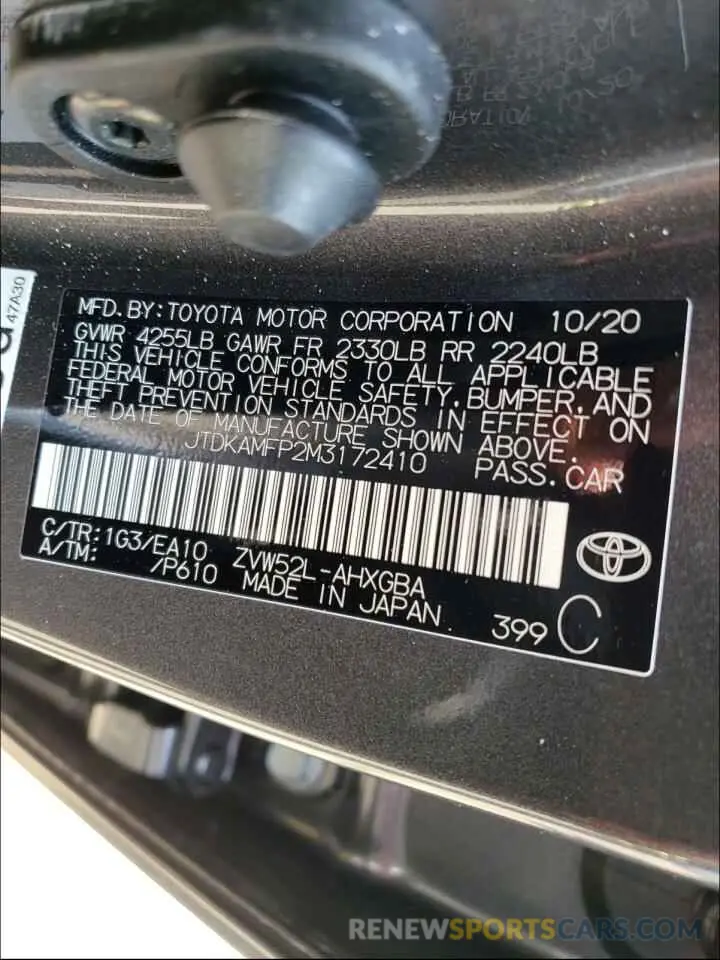 47A30
MFD. BY: TOYOTA MOTOR CORPORATION 10/20
GVWR 4255LB GAWR FR 2330LB RR 2240LB
THIS VEHICLE CONFORMS TO ALL APPLICABLE
FEDERAL MOTOR VEHICLE SAFETY, BUMPER, AND
THEFT PREVENTION STANDARDS IN EFFECT ON
THE DATE OF MANUFACTURE SHOWN ABOVE.
JTDKAMFP2M3172410 PASS. CAR
C/TR: 1G3/EA10 ZVW52L-AHXGBA
A/TM: /P610 MADE IN JAPAN
399 C
RENEWSPORTSCARS.COM